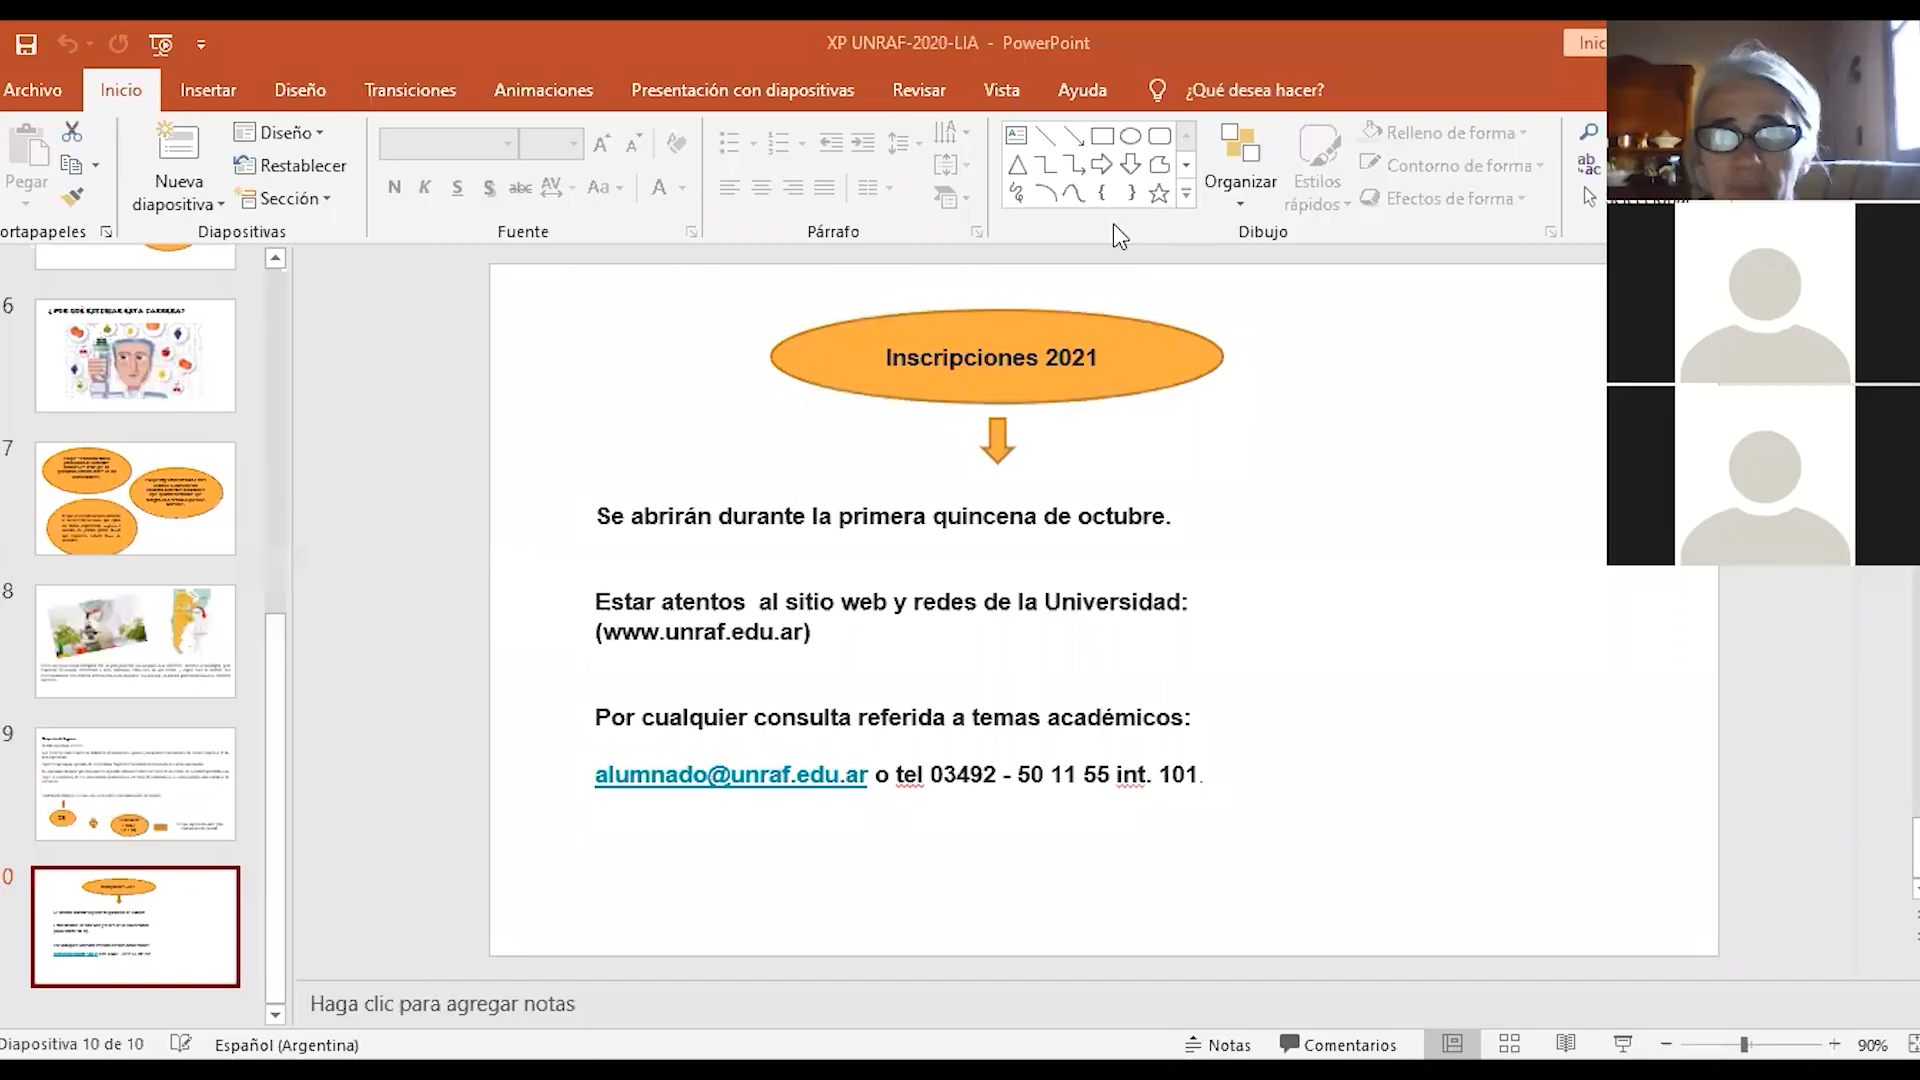 XP UNRAF-2020-LIA - PowerPoint
Archivo Inicio Insertar Diseño Transiciones Animaciones Presentación con diapositivas Revisar Vista Ayuda ¿Qué desea hacer?
Pegar
Nueva diapositiva
Diseño
Restablecer
Sección
N K S S abc AV Aa A
Organizar
Estilos rápidos
Relleno de forma
Contorno de forma
Efectos de forma
ab
ac
ortapapeles Diapositivas Fuente Párrafo Dibujo
6
¿POR QUÉ ESTUDIAR ESTA CARRERA?
7
8
9
0
Inscripciones 2021
Se abrirán durante la primera quincena de octubre.
Estar atentos al sitio web y redes de la Universidad:
(www.unraf.edu.ar)
Por cualquier consulta referida a temas académicos:
alumnado@unraf.edu.ar o tel 03492 - 50 11 55 int. 101.
Haga clic para agregar notas
Diapositiva 10 de 10 Español (Argentina) Notas Comentarios 90%